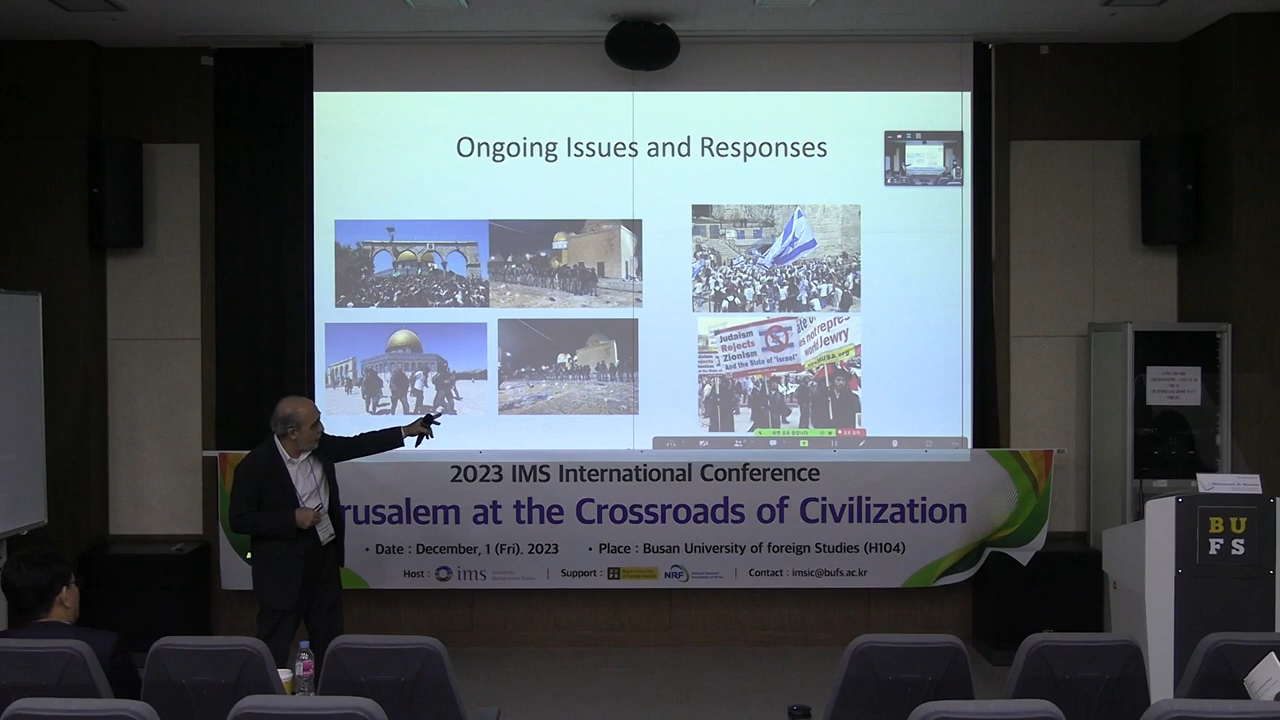 Ongoing Issues and Responses
Judaism
Rejects
Zionism
And the State of "Israel"
world Jewry
2023 IMS International Conference
rusalem at the Crossroads of Civilization
• Date : December, 1 (Fri). 2023 • Place : Busan University of foreign Studies (H104)
Host : ims Support : NRF Contact : imsic@bufs.ac.kr
BU
FS